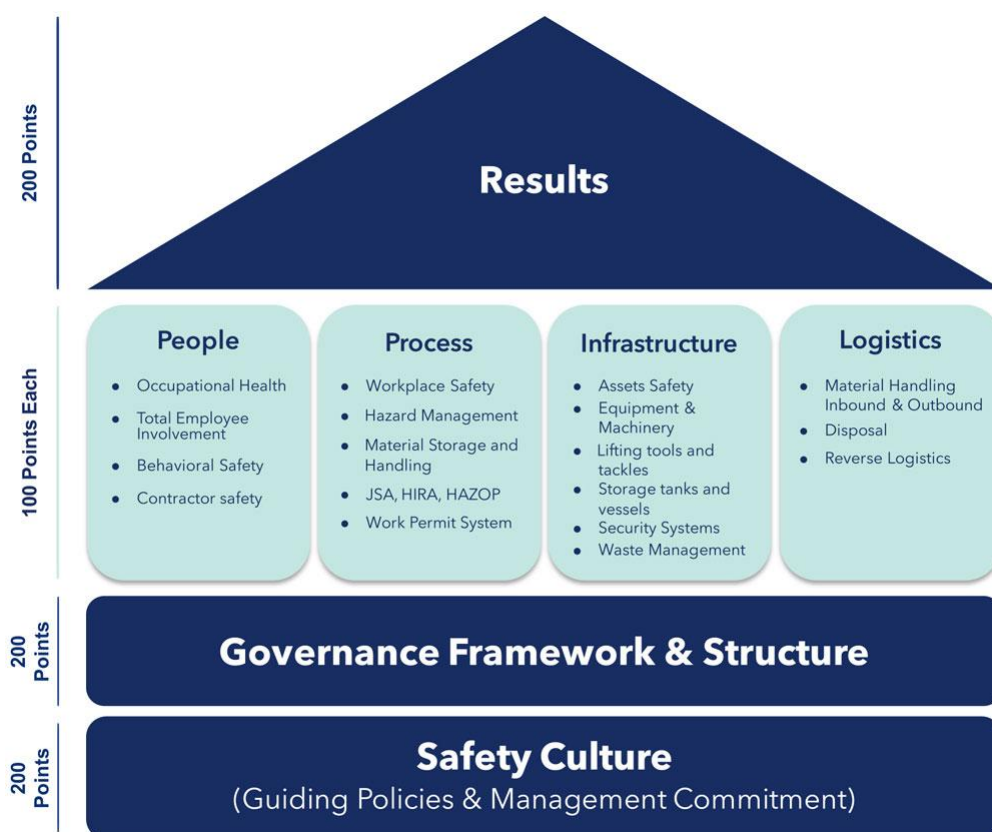 200 Points
Results
100 Points Each
People
• Occupational Health
• Total Employee
Involvement
• Behavioral Safety
• Contractor safety
Process
• Workplace Safety
• Hazard Management
• Material Storage and
Handling
• JSA, HIRA, HAZOP
• Work Permit System
Infrastructure
• Assets Safety
• Equipment &
Machinery
• Lifting tools and
tackles
• Storage tanks and
vessels
• Security Systems
• Waste Management
Logistics
• Material Handling
Inbound & Outbound
• Disposal
• Reverse Logistics
200
Points
Governance Framework & Structure
200
Points
Safety Culture
(Guiding Policies & Management Commitment)